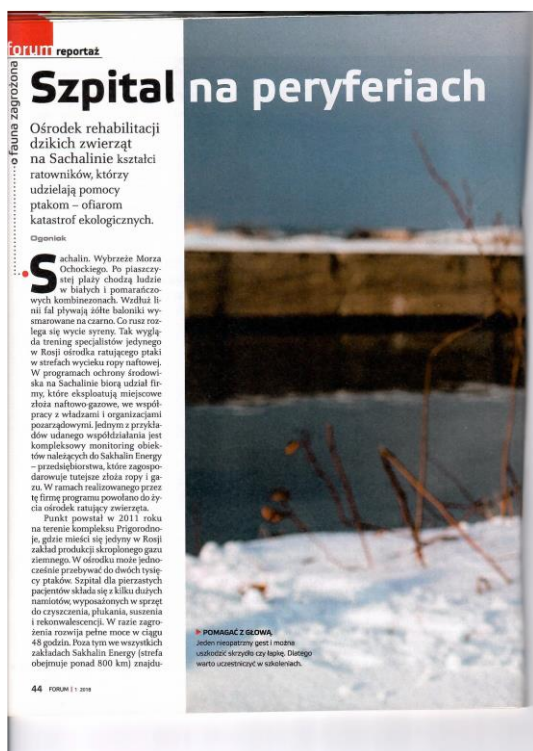 forum reportaż
fauna zagrożona
Szpital na peryferiach
Ośrodek rehabilitacji
dzikich zwierząt
na Sachalinie kształci
ratowników, którzy
udzielają pomocy
ptakom – ofiarom
katastrof ekologicznych.
Ogoniok
Sachalin. Wybrzeże Morza
Ochockiego. Po piaszczy-
stej plaży chodzą ludzie
w białych i pomarańczo-
wych kombinezonach. Wzdłuż li-
nii fal pływają żółte baloniki wy-
smarowane na czarno. Co rusz roz-
lega się wycie syreny. Tak wyglą-
da trening specjalistów jedynego
w Rosji ośrodka ratującego ptaki
w strefach wycieku ropy naftowej.
W programach ochrony środowi-
ska na Sachalinie biorą udział fir-
my, które eksploatują miejscowe
złoża naftowo-gazowe, we współ-
pracy z władzami i organizacjami
pozarządowymi. Jednym z przykła-
dów udanego współdziałania jest
kompleksowy monitoring obiek-
tów należących do Sakhalin Energy
– przedsiębiorstwa, które zagospo-
darowuje tutejsze złoża ropy i ga-
zu. W ramach realizowanego przez
tę firmę programu powołano do ży-
cia ośrodek ratujący zwierzęta.
Punkt powstał w 2011 roku
na terenie kompleksu Prigorodno-
je, gdzie mieści się jedyny w Rosji
zakład produkcji skroplonego gazu
ziemnego. W ośrodku może jedno-
cześnie przebywać do dwóch tysię-
cy ptaków. Szpital dla pierzastych
pacjentów składa się z kilku dużych
namiotów, wyposażonych w sprzęt
do czyszczenia, płukania, suszenia
i rekonwalescencji. W razie zagro-
żenia rozwija pełne moce w ciągu
48 godzin. Poza tym we wszystkich
zakładach Sakhalin Energy (strefa
obejmuje ponad 800 km) znajdu-
POMAGAĆ Z GŁOWĄ.
Jeden nieopatrzny gest i można
uszkodzić skrzydło czy łapkę. Dlatego
warto uczestniczyć w szkoleniach.
44 FORUM | 1 2018